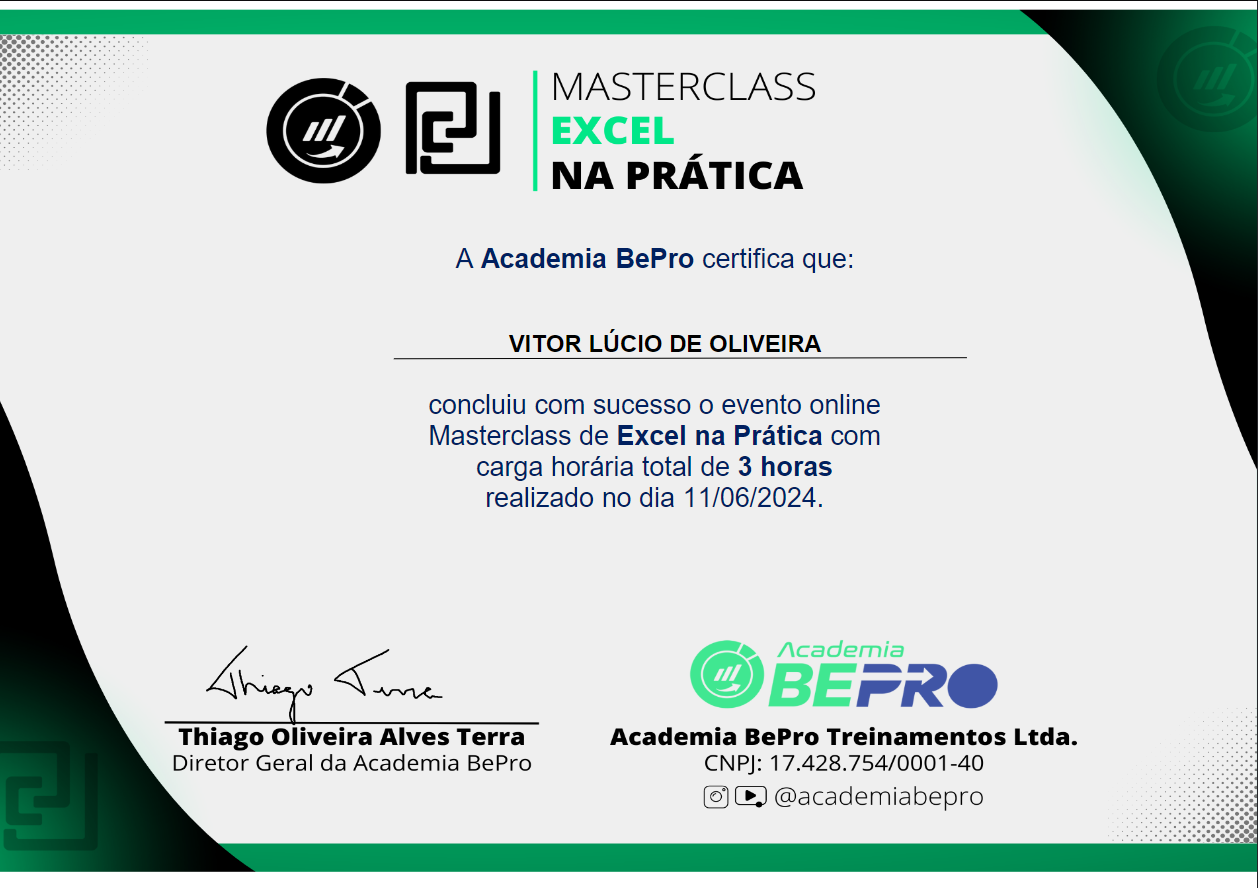 MASTERCLASS
EXCEL
NA PRÁTICA
A Academia BePro certifica que:
VITOR LÚCIO DE OLIVEIRA
concluiu com sucesso o evento online
Masterclass de Excel na Prática com
carga horária total de 3 horas
realizado no dia 11/06/2024.
Thiago Terra
Thiago Oliveira Alves Terra
Diretor Geral da Academia BePro
Academia
BEPRO
Academia BePro Treinamentos Ltda.
CNPJ: 17.428.754/0001-40
@academiabepro